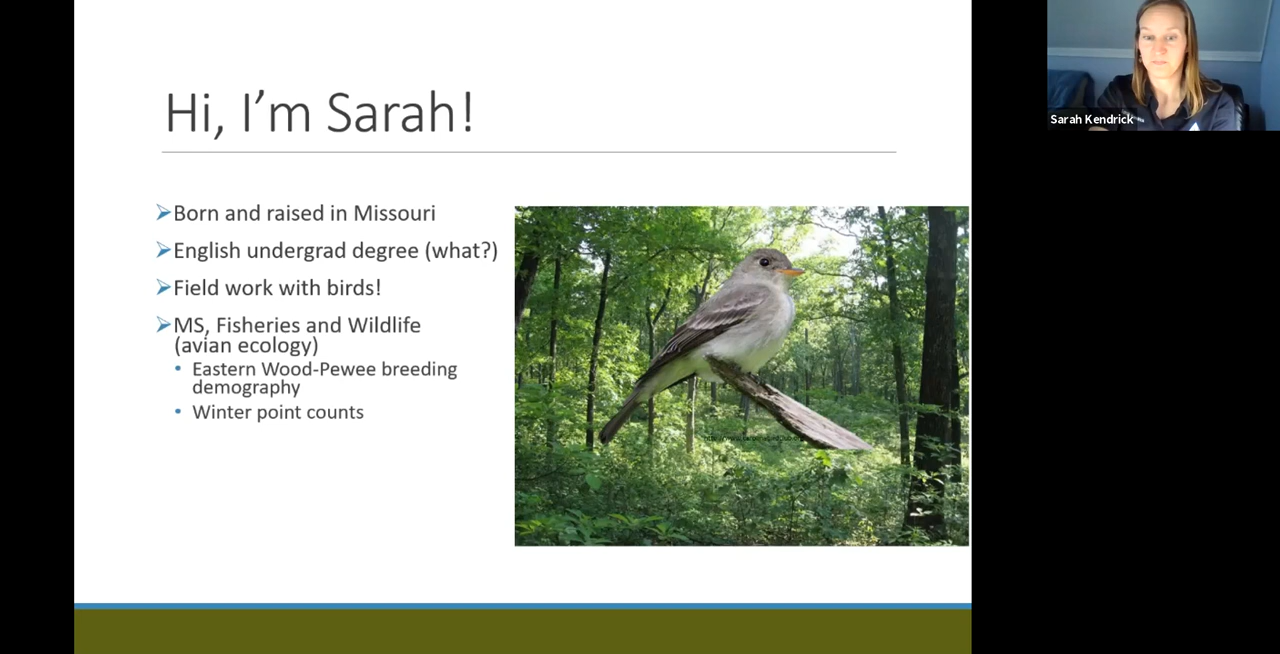 Hi, I'm Sarah!
Born and raised in Missouri
English undergrad degree (what?)
Field work with birds!
MS, Fisheries and Wildlife
(avian ecology)
• Eastern Wood-Pewee breeding
demography
• Winter point counts
Sarah Kendrick